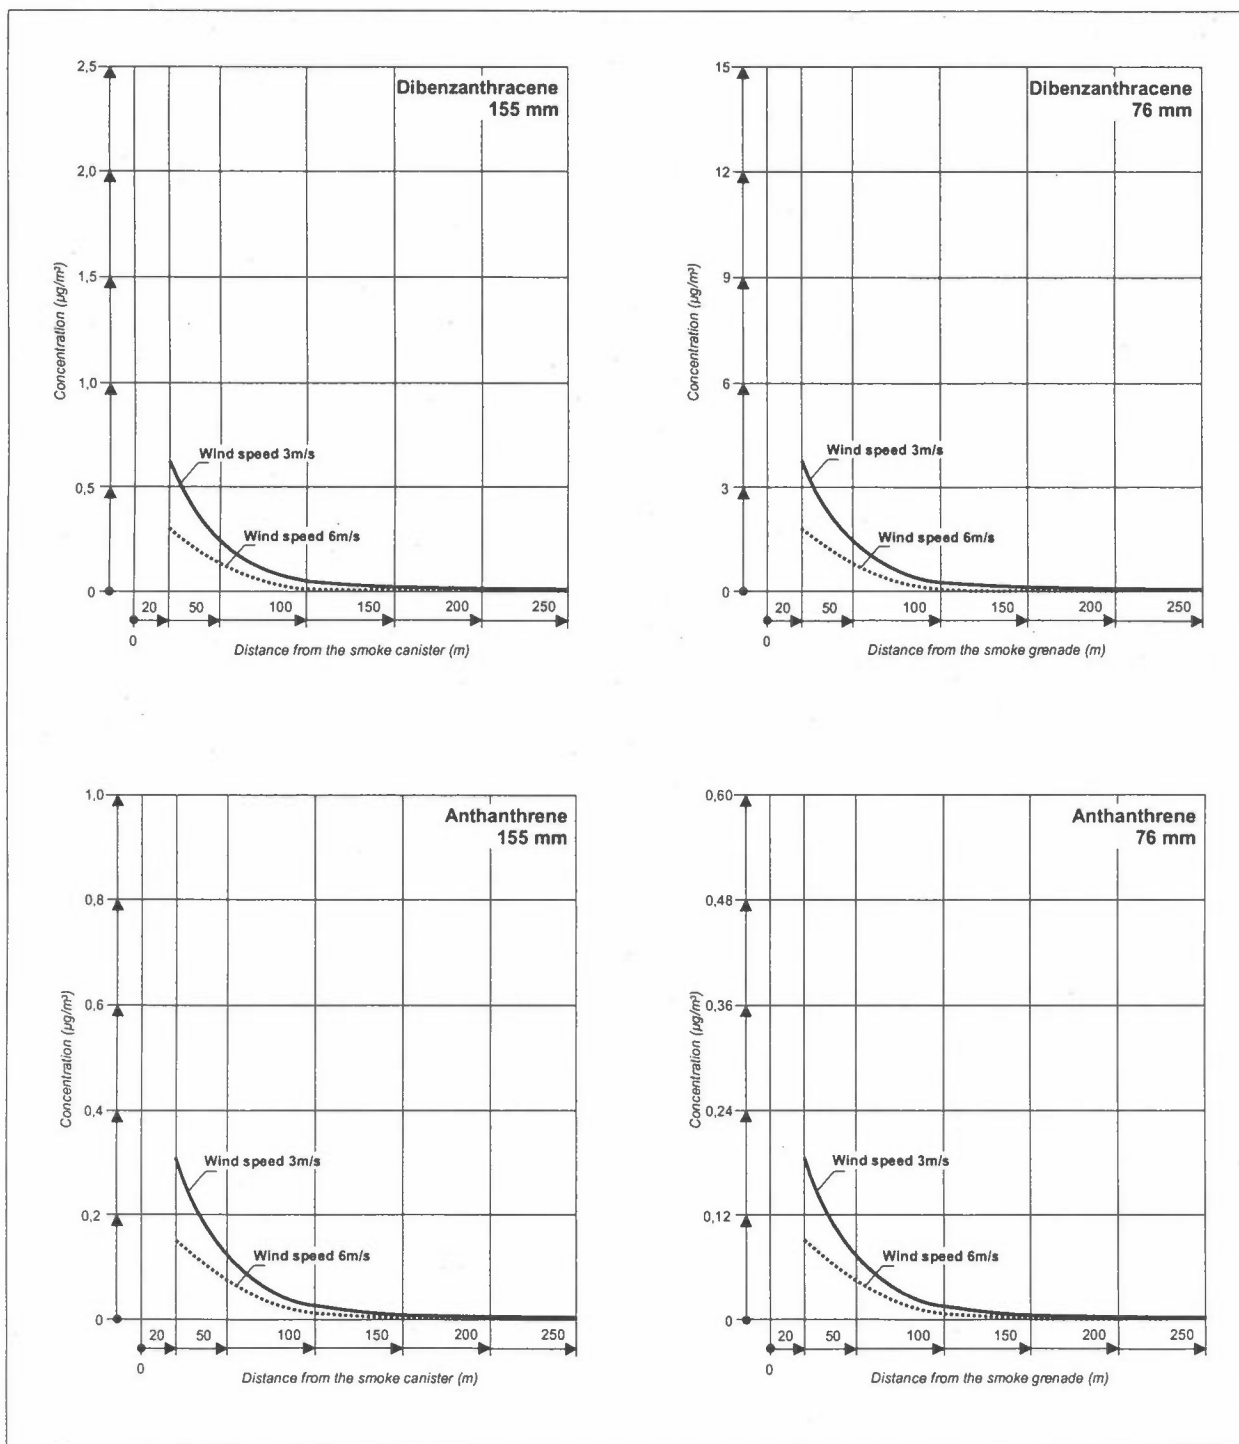 Dibenzanthracene
155 mm
2,5
2,0
1,5
1,0
0,5
0
Concentration (µg/m³)
Wind speed 3m/s
Wind speed 6m/s
20 50 100 150 200 250
0
Distance from the smoke canister (m)
Dibenzanthracene
76 mm
15
12
9
6
3
0
Concentration (µg/m³)
Wind speed 3m/s
Wind speed 6m/s
20 50 100 150 200 250
0
Distance from the smoke grenade (m)
Anthanthrene
155 mm
1,0
0,8
0,6
0,4
0,2
0
Concentration (µg/m³)
Wind speed 3m/s
Wind speed 6m/s
20 50 100 150 200 250
0
Distance from the smoke canister (m)
Anthanthrene
76 mm
0,60
0,48
0,36
0,24
0,12
0
Concentration (µg/m³)
Wind speed 3m/s
Wind speed 6m/s
20 50 100 150 200 250
0
Distance from the smoke grenade (m)